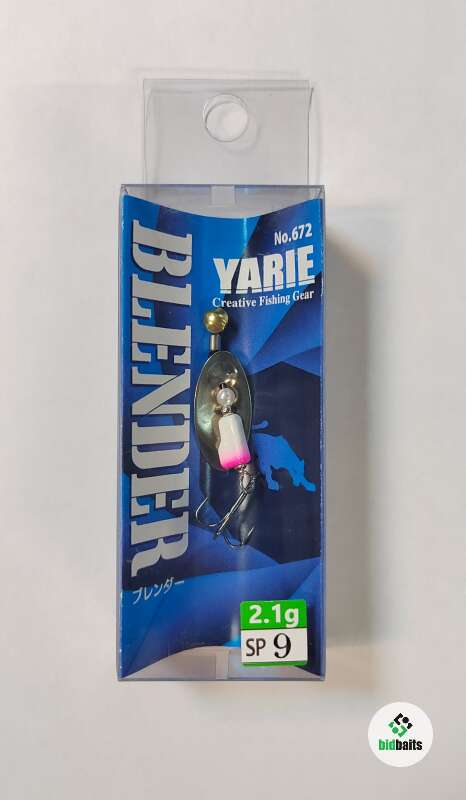 No.672
YARIE
Creative Fishing Gear
BLENDER
ブレンダー
2.1g
SP 9
bidbaits